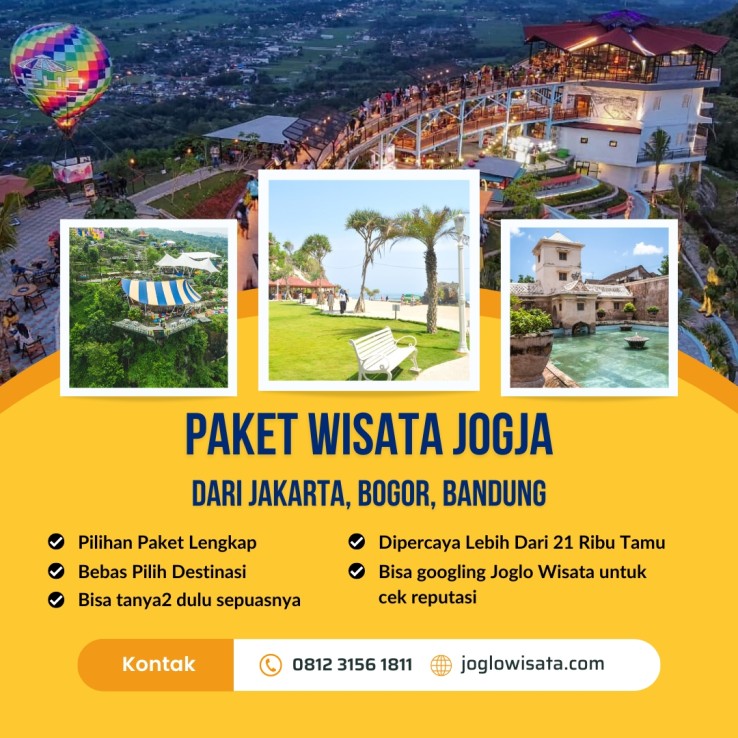 PAKET WISATA JOGJA
DARI JAKARTA, BOGOR, BANDUNG
Pilihan Paket Lengkap
Bebas Pilih Destinasi
Bisa tanya2 dulu sepuasnya
Dipercaya Lebih Dari 21 Ribu Tamu
Bisa googling Joglo Wisata untuk
cek reputasi
Kontak
0812 3156 1811
joglowisata.com